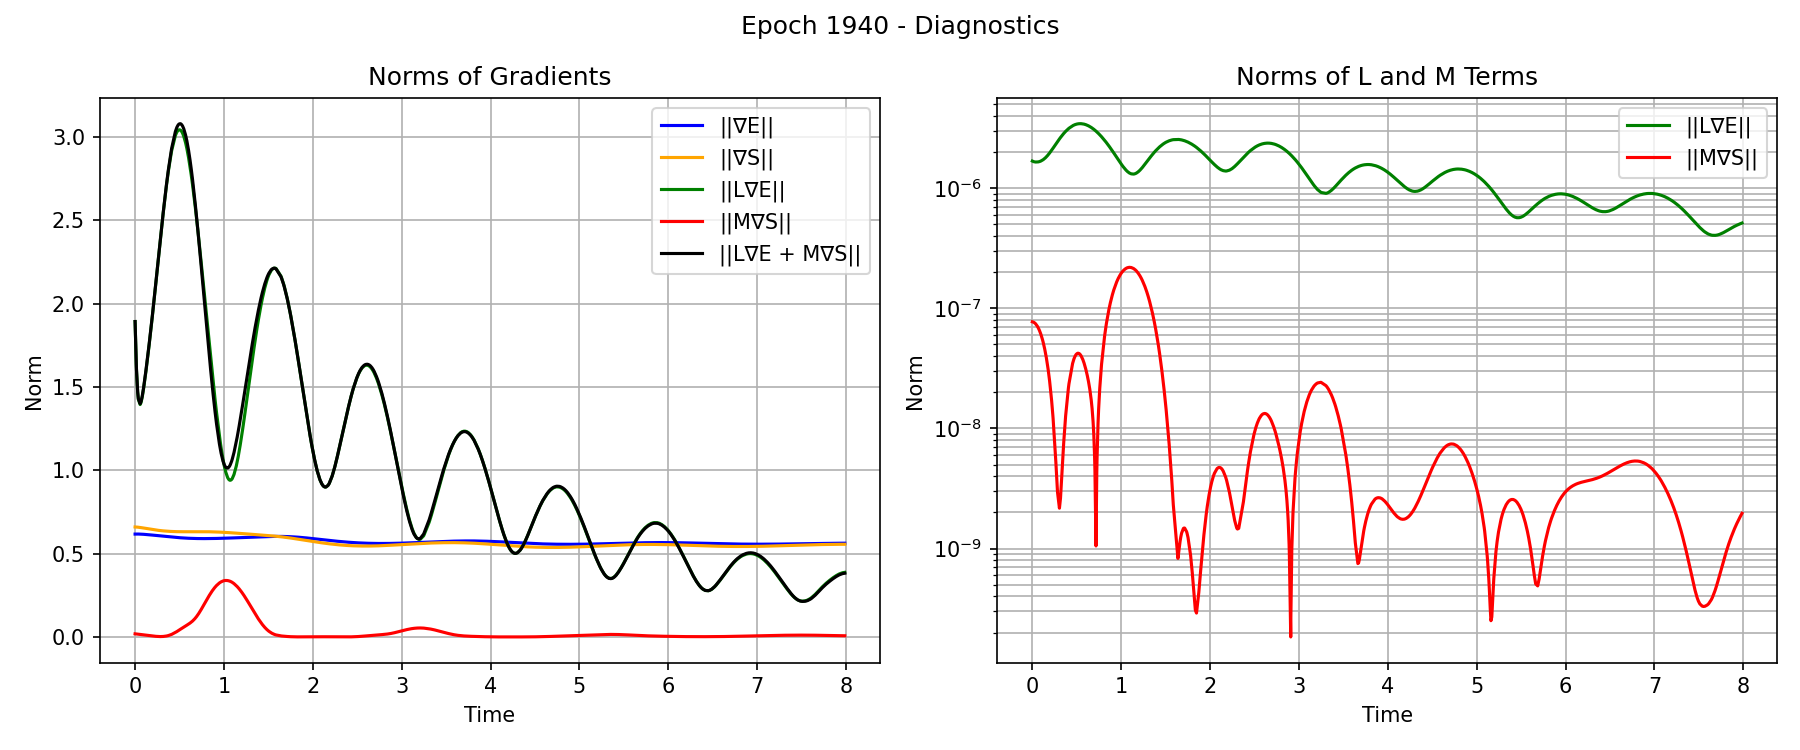 Epoch 1940 - Diagnostics
Norms of Gradients
Norm
3.0
2.5
2.0
1.5
1.0
0.5
0.0
||∇E||
||∇S||
||L∇E||
||M∇S||
||L∇E + M∇S||
0 1 2 3 4 5 6 7 8
Time
Norms of L and M Terms
Norm
10⁻⁶
10⁻⁷
10⁻⁸
10⁻⁹
||L∇E||
||M∇S||
0 1 2 3 4 5 6 7 8
Time